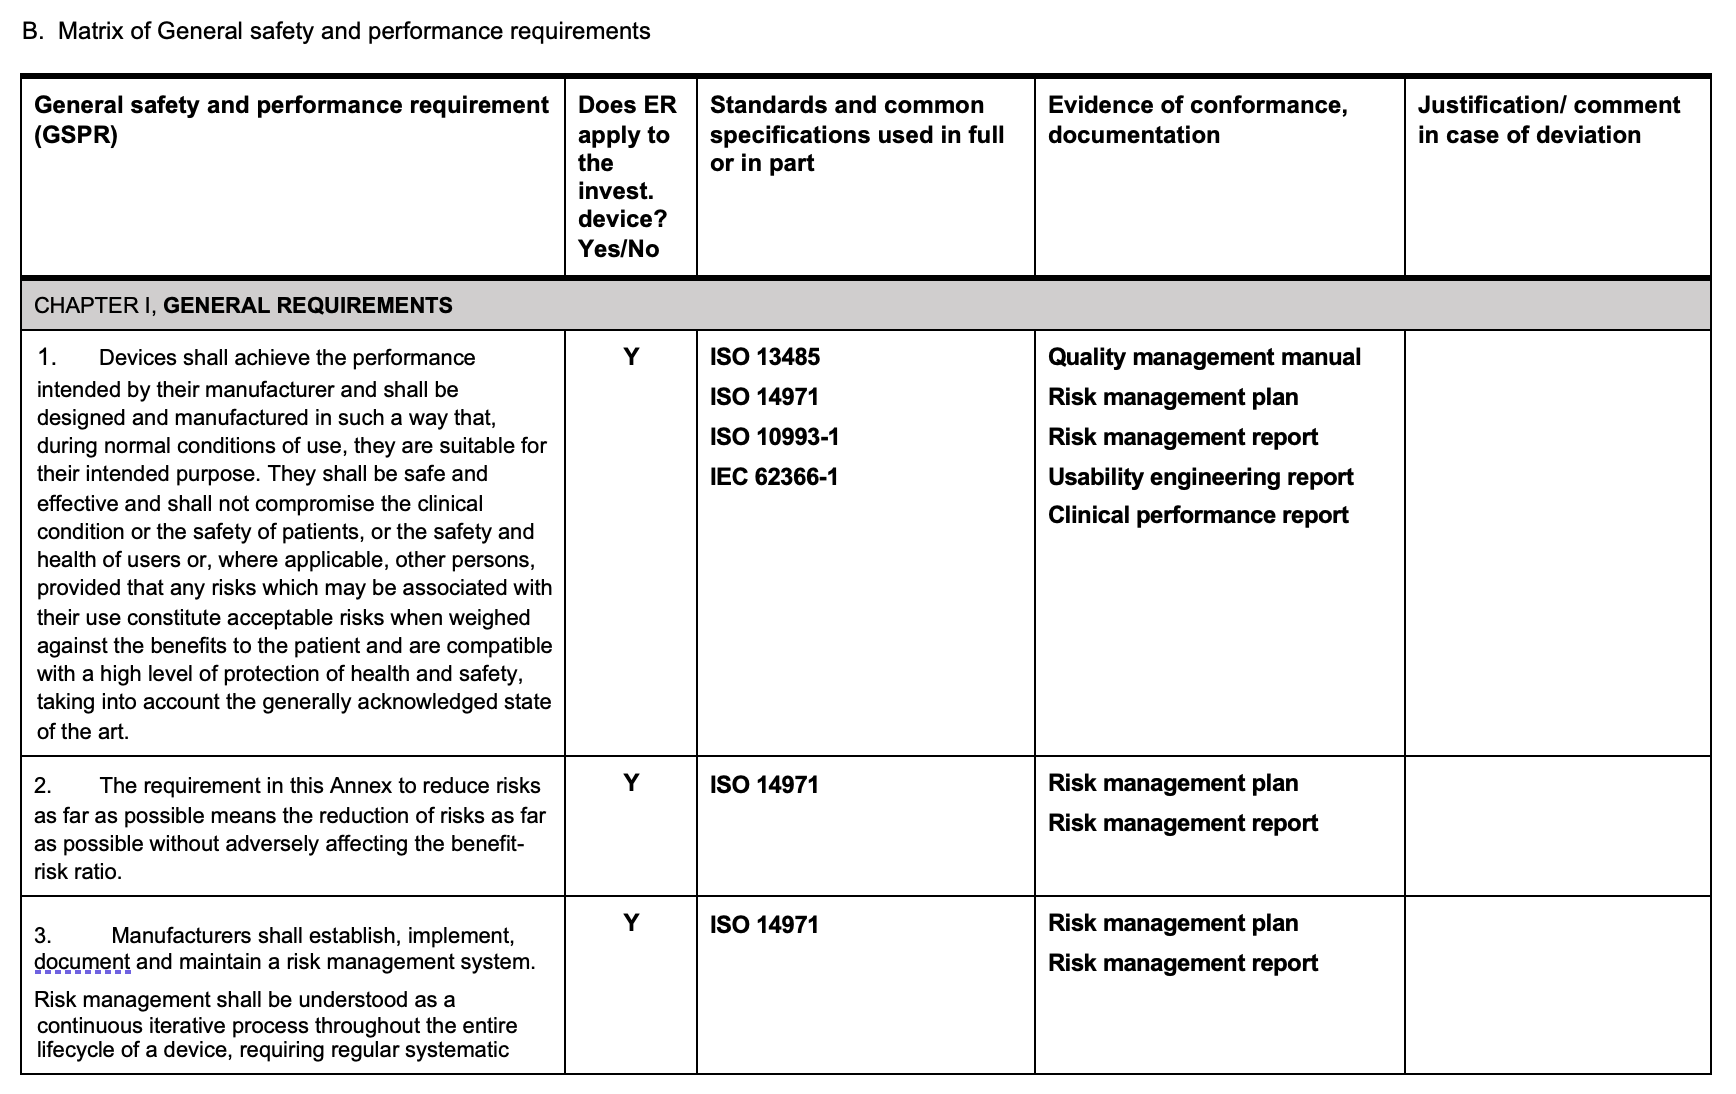 B. Matrix of General safety and performance requirements
General safety and performance requirement
(GSPR)
Does ER
apply to
the
invest.
device?
Yes/No
Standards and common
specifications used in full
or in part
Evidence of conformance,
documentation
Justification/ comment
in case of deviation
CHAPTER I, GENERAL REQUIREMENTS
1. Devices shall achieve the performance
intended by their manufacturer and shall be
designed and manufactured in such a way that,
during normal conditions of use, they are suitable for
their intended purpose. They shall be safe and
effective and shall not compromise the clinical
condition or the safety of patients, or the safety and
health of users or, where applicable, other persons,
provided that any risks which may be associated with
their use constitute acceptable risks when weighed
against the benefits to the patient and are compatible
with a high level of protection of health and safety,
taking into account the generally acknowledged state
of the art.
Y
ISO 13485
ISO 14971
ISO 10993-1
IEC 62366-1
Quality management manual
Risk management plan
Risk management report
Usability engineering report
Clinical performance report
2. The requirement in this Annex to reduce risks
as far as possible means the reduction of risks as far
as possible without adversely affecting the benefit-
risk ratio.
Y
ISO 14971
Risk management plan
Risk management report
3. Manufacturers shall establish, implement,
document and maintain a risk management system.
Risk management shall be understood as a
continuous iterative process throughout the entire
lifecycle of a device, requiring regular systematic
Y
ISO 14971
Risk management plan
Risk management report